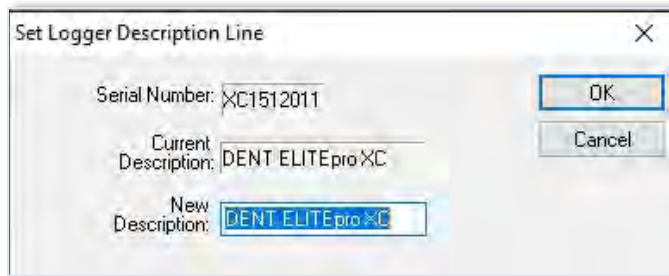 Set Logger Description Line
Serial Number: XC1512011
OK
Current
Description: DENT ELITEpro XC
Cancel
New
Description: DENT ELITEpro XC